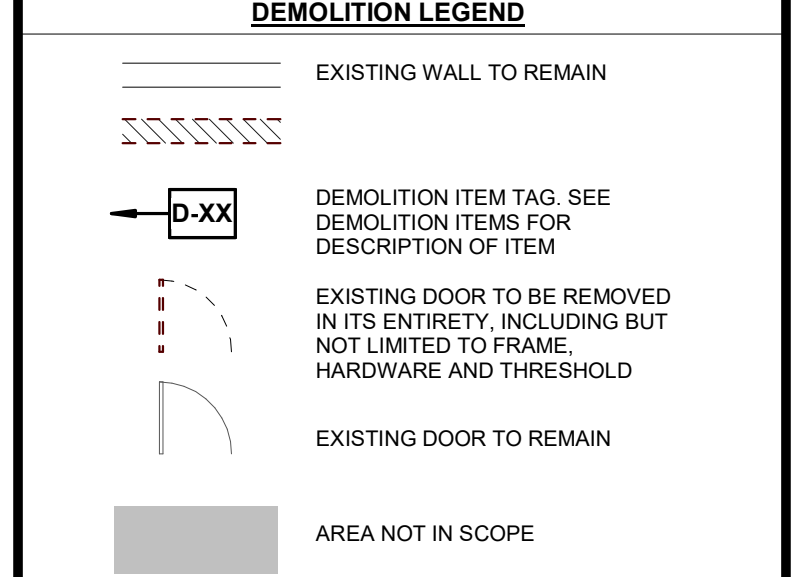 DEMOLITION LEGEND
EXISTING WALL TO REMAIN
D-XX
DEMOLITION ITEM TAG. SEE
DEMOLITION ITEMS FOR
DESCRIPTION OF ITEM
EXISTING DOOR TO BE REMOVED
IN ITS ENTIRETY, INCLUDING BUT
NOT LIMITED TO FRAME,
HARDWARE AND THRESHOLD
EXISTING DOOR TO REMAIN
AREA NOT IN SCOPE